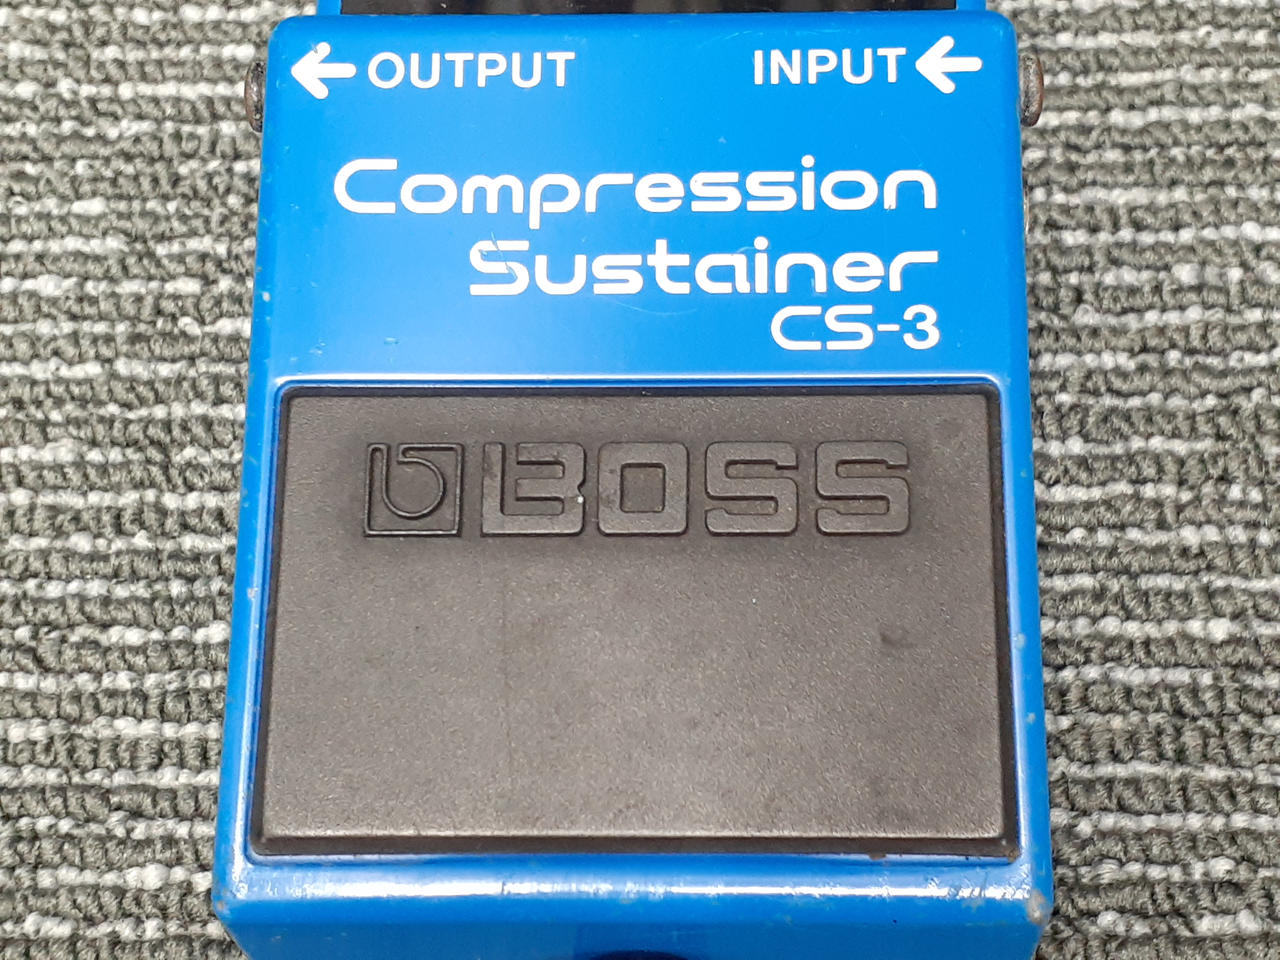 ← OUTPUT INPUT ←
Compression
Sustainer
CS-3
BOSS